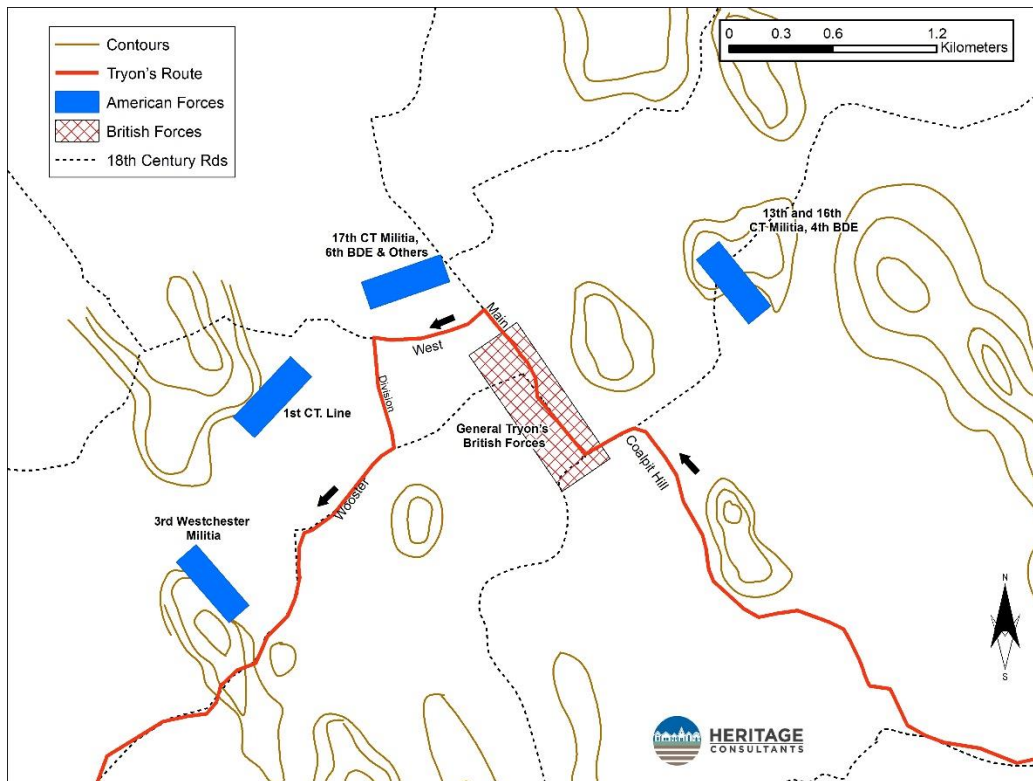 Contours
Tryon's Route
American Forces
British Forces
18th Century Rds
0 0.3 0.6 1.2
Kilometers
17th CT Militia,
6th BDE & Others
13th and 16th
CT Militia, 4th BDE
Main
West
Division
1st CT. Line
General Tryon's
British Forces
Coalpit Hill
Wooster
3rd Westchester
Militia
N
S
HERITAGE
CONSULTANTS